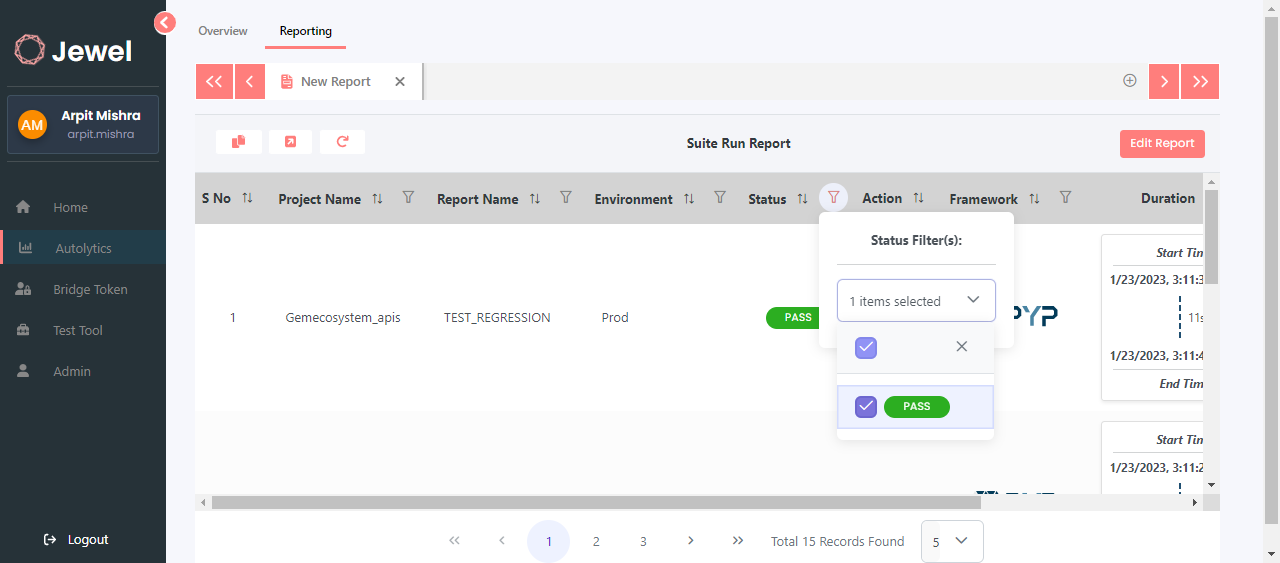 Jewel
AM
Arpit Mishra
arpit.mishra
Home
Autolytics
Bridge Token
Test Tool
Admin
Logout
Overview
Reporting
New Report
Suite Run Report
Edit Report
S No
Project Name
Report Name
Environment
Status
Action
Framework
Duration
Status Filter(s):
1 items selected
PASS
1
Gemecosystem_apis
TEST_REGRESSION
Prod
PASS
PYP
Start Tim
1/23/2023, 3:11:3
11s
1/23/2023, 3:11:4
End Tim
Start Tim
1/23/2023, 3:11:2
1
2
3
Total 15 Records Found
5